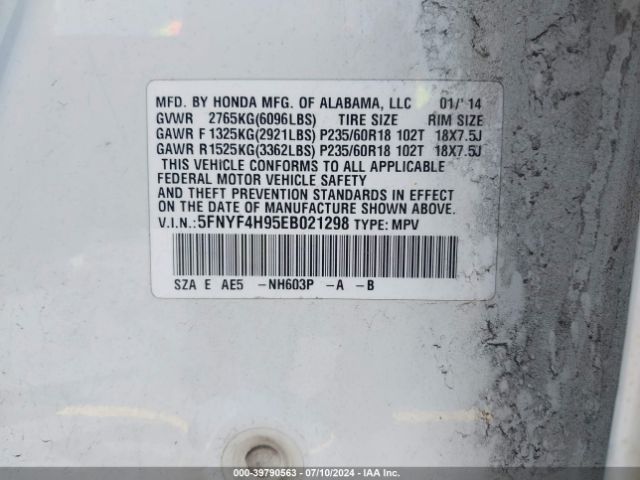 MFD. BY HONDA MFG. OF ALABAMA, LLC 01/'14
GVWR 2765KG(6096LBS) TIRE SIZE RIM SIZE
GAWR F 1325KG(2921LBS) P235/60R18 102T 18X7.5J
GAWR R1525KG(3362LBS) P235/60R18 102T 18X7.5J
THIS VEHICLE CONFORMS TO ALL APPLICABLE
FEDERAL MOTOR VEHICLE SAFETY
AND THEFT PREVENTION STANDARDS IN EFFECT
ON THE DATE OF MANUFACTURE SHOWN ABOVE.
V.I.N.:5FNYF4H95EB021298 TYPE: MPV
SZA E AE5 -NH603P -A -B
000-39790563 — 07/10/2024 — IAAI.com